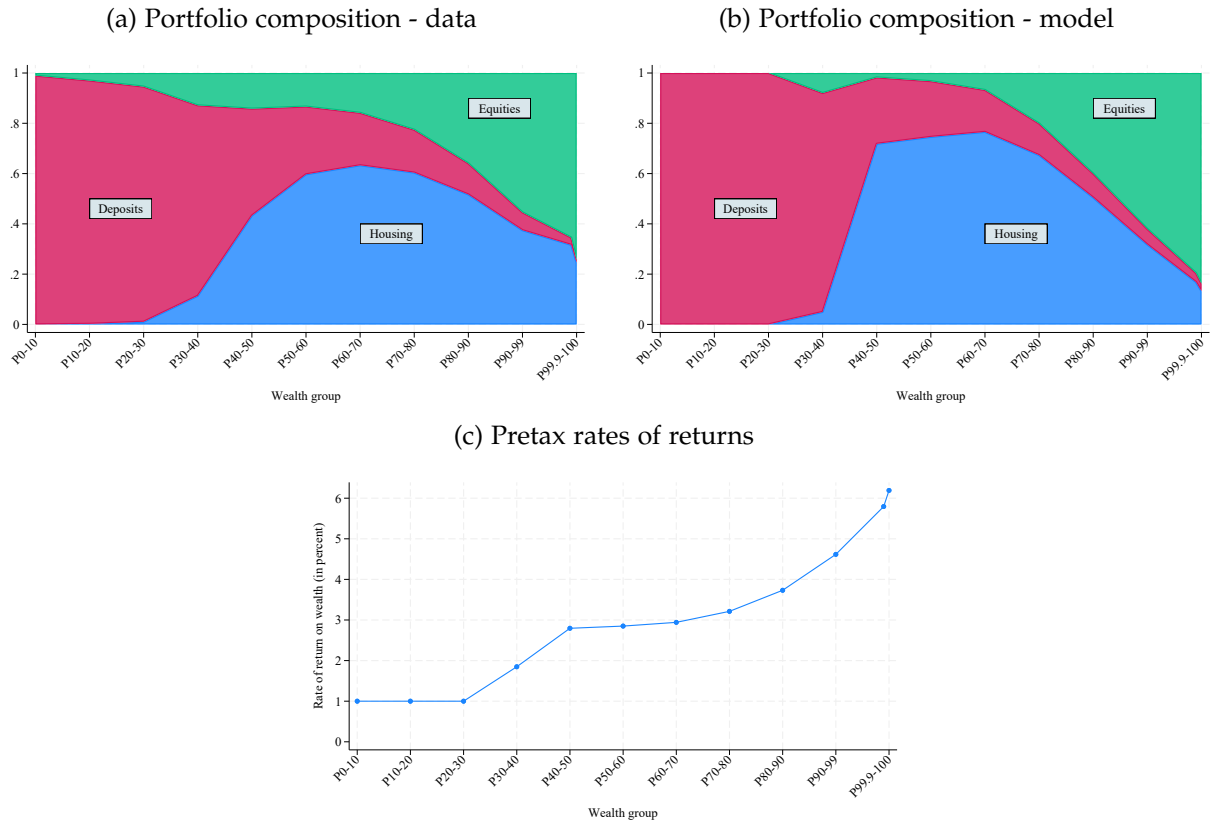 (a) Portfolio composition - data
1
.8
.6
.4
.2
0
Equities
Deposits
Housing
P0-10
P10-20
P20-30
P30-40
P40-50
P50-60
P60-70
P70-80
P80-90
P90-99
P99.9-100
Wealth group
(b) Portfolio composition - model
1
.8
.6
.4
.2
0
Equities
Deposits
Housing
P0-10
P10-20
P20-30
P30-40
P40-50
P50-60
P60-70
P70-80
P80-90
P90-99
P99.9-100
Wealth group
(c) Pretax rates of returns
Rate of return on wealth (in percent)
6
5
4
3
2
1
0
P0-10
P10-20
P20-30
P30-40
P40-50
P50-60
P60-70
P70-80
P80-90
P90-99
P99.9-100
Wealth group